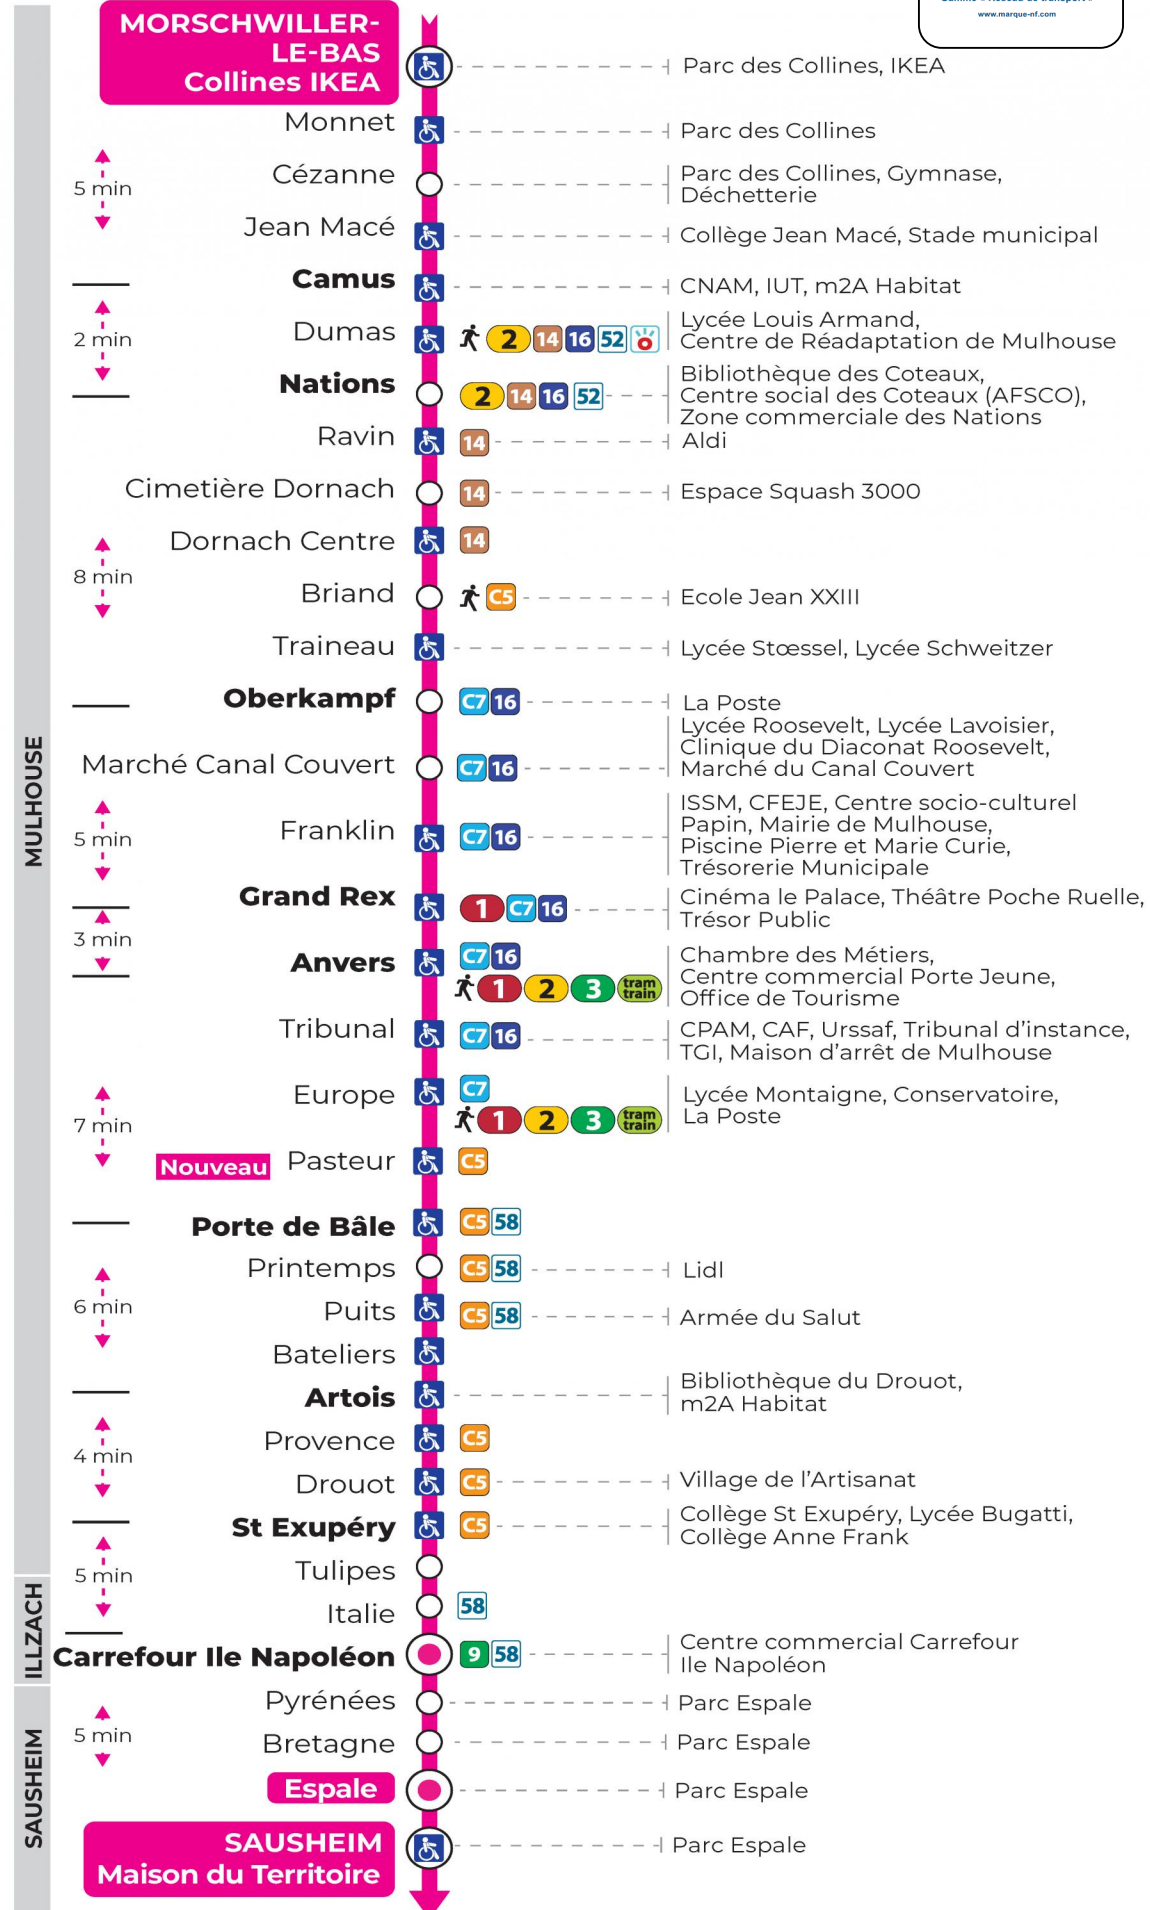 www.marque-nf.com
MORSCHWILLER-
LE-BAS
Collines IKEA
Parc des Collines, IKEA
Monnet
Parc des Collines
5 min
Cézanne
Parc des Collines, Gymnase,
Déchetterie
Jean Macé
Collège Jean Macé, Stade municipal
Camus
CNAM, IUT, m2A Habitat
2 min
Dumas
2 14 16 52
Lycée Louis Armand,
Centre de Réadaptation de Mulhouse
Nations
2 14 16 52
Bibliothèque des Coteaux,
Centre social des Coteaux (AFSCO),
Zone commerciale des Nations
Ravin
14
Aldi
Cimetière Dornach
14
Espace Squash 3000
Dornach Centre
14
8 min
Briand
C5
Ecole Jean XXIII
Traineau
Lycée Stœssel, Lycée Schweitzer
Oberkampf
C7 16
La Poste
MULHOUSE
Marché Canal Couvert
C7 16
Lycée Roosevelt, Lycée Lavoisier,
Clinique du Diaconat Roosevelt,
Marché du Canal Couvert
5 min
Franklin
C7 16
ISSM, CFEJE, Centre socio-culturel
Papin, Mairie de Mulhouse,
Piscine Pierre et Marie Curie,
Trésorerie Municipale
Grand Rex
1 C7 16
Cinéma le Palace, Théâtre Poche Ruelle,
Trésor Public
3 min
Anvers
C7 16
1 2 3 tram train
Chambre des Métiers,
Centre commercial Porte Jeune,
Office de Tourisme
Tribunal
C7 16
CPAM, CAF, Urssaf, Tribunal d’instance,
TGI, Maison d’arrêt de Mulhouse
7 min
Europe
C7
1 2 3 tram train
Lycée Montaigne, Conservatoire,
La Poste
Nouveau
Pasteur
C5
Porte de Bâle
C5 58
Printemps
C5 58
Lidl
6 min
Puits
C5 58
Armée du Salut
Bateliers
Artois
Bibliothèque du Drouot,
m2A Habitat
4 min
Provence
C5
Drouot
C5
Village de l’Artisanat
St Exupéry
C5
Collège St Exupéry, Lycée Bugatti,
Collège Anne Frank
5 min
Tulipes
ILLZACH
Italie
58
Carrefour Ile Napoléon
9 58
Centre commercial Carrefour
Ile Napoléon
SAUSHEIM
Pyrénées
Parc Espale
5 min
Bretagne
Parc Espale
Espale
Parc Espale
SAUSHEIM
Maison du Territoire
Parc Espale